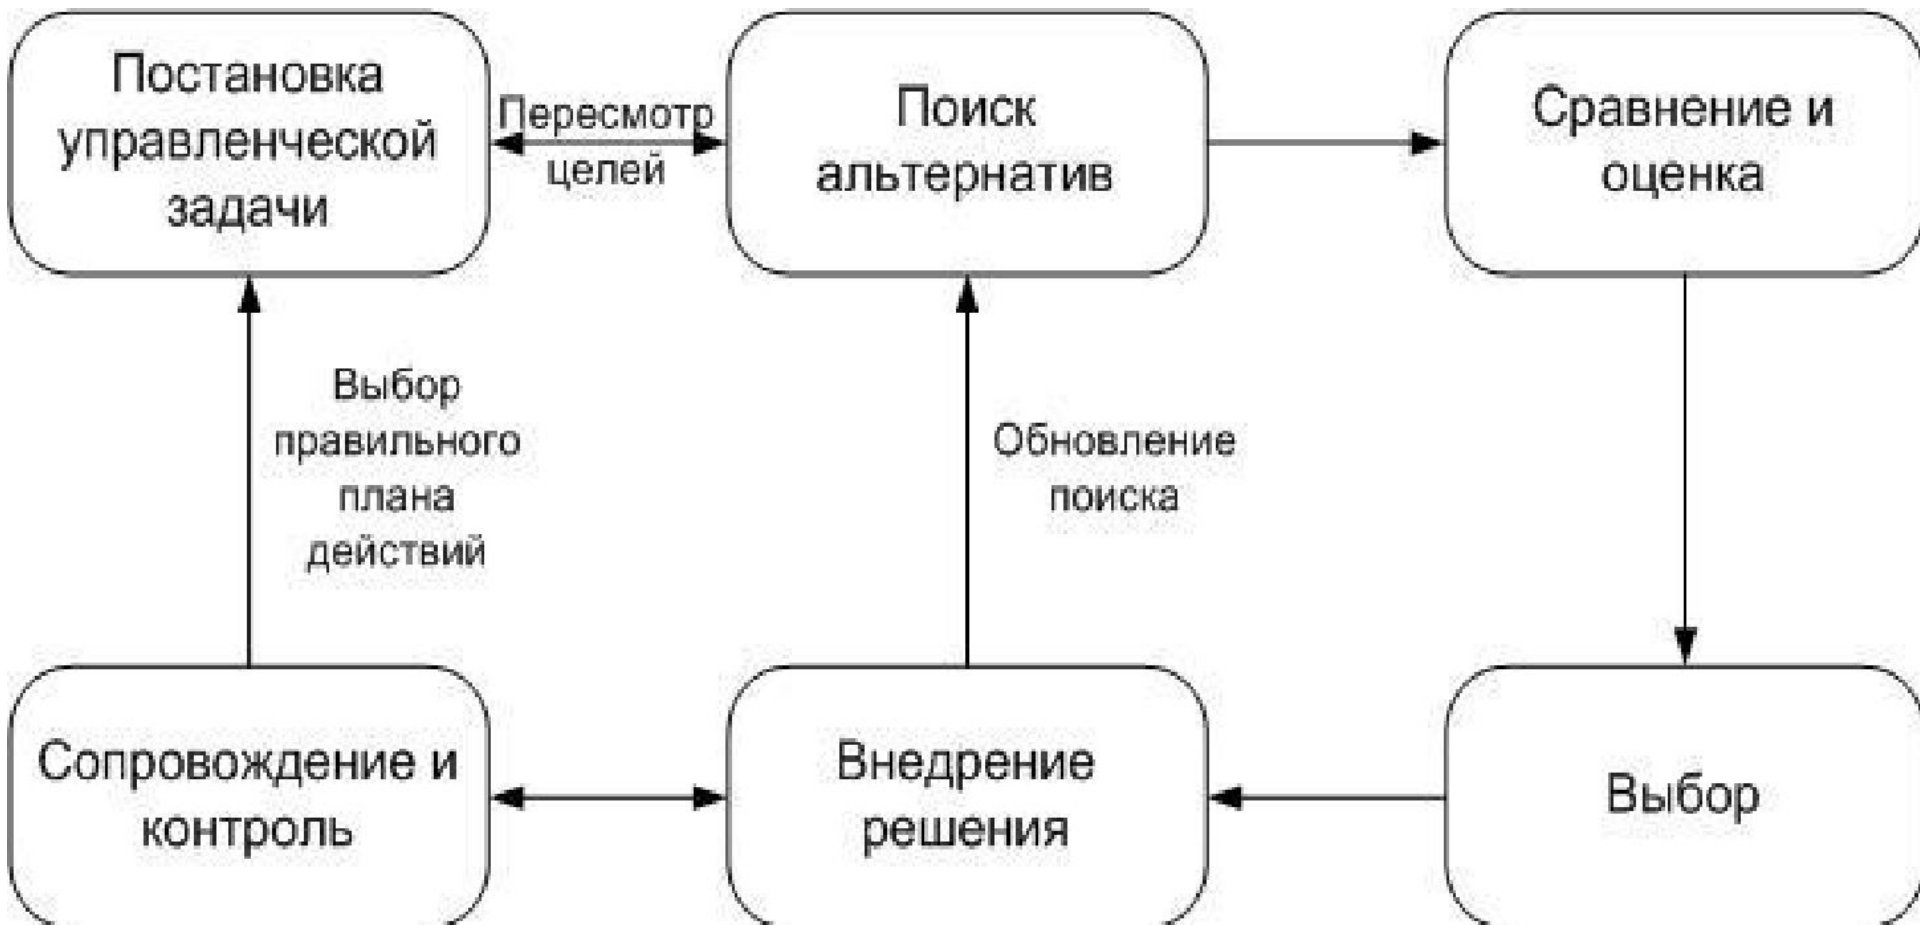 Постановка
управленческой
задачи
Пересмотр
целей
Поиск
альтернатив
Сравнение и
оценка
Выбор
правильного
плана
действий
Обновление
поиска
Сопровождение и
контроль
Внедрение
решения
Выбор